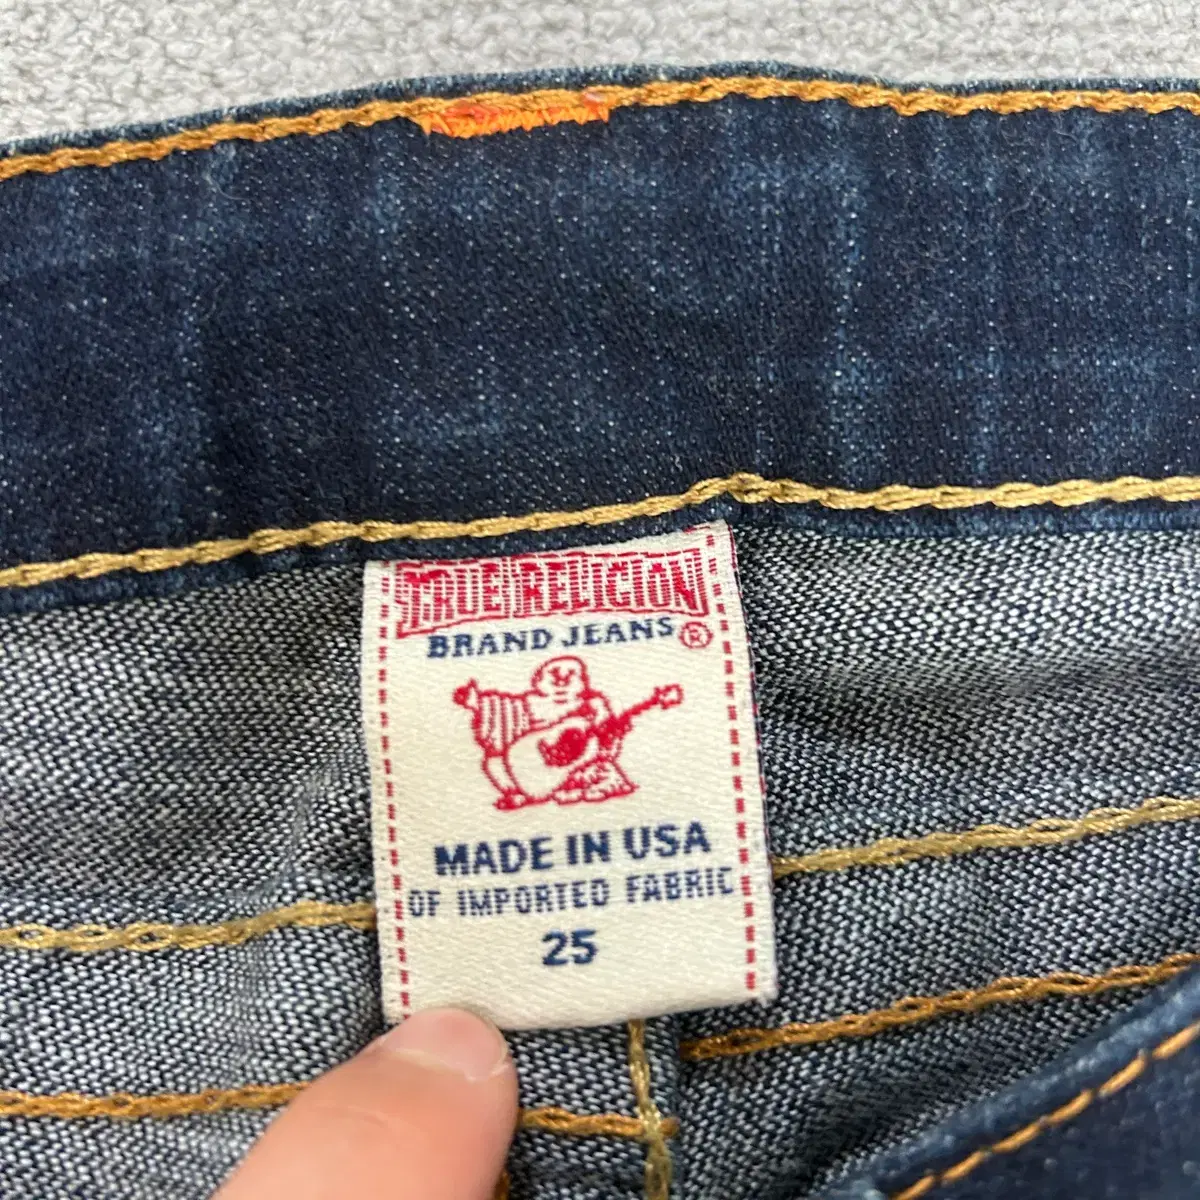 TRUE RELIGION
BRAND JEANS ®
MADE IN USA
OF IMPORTED FABRIC
25